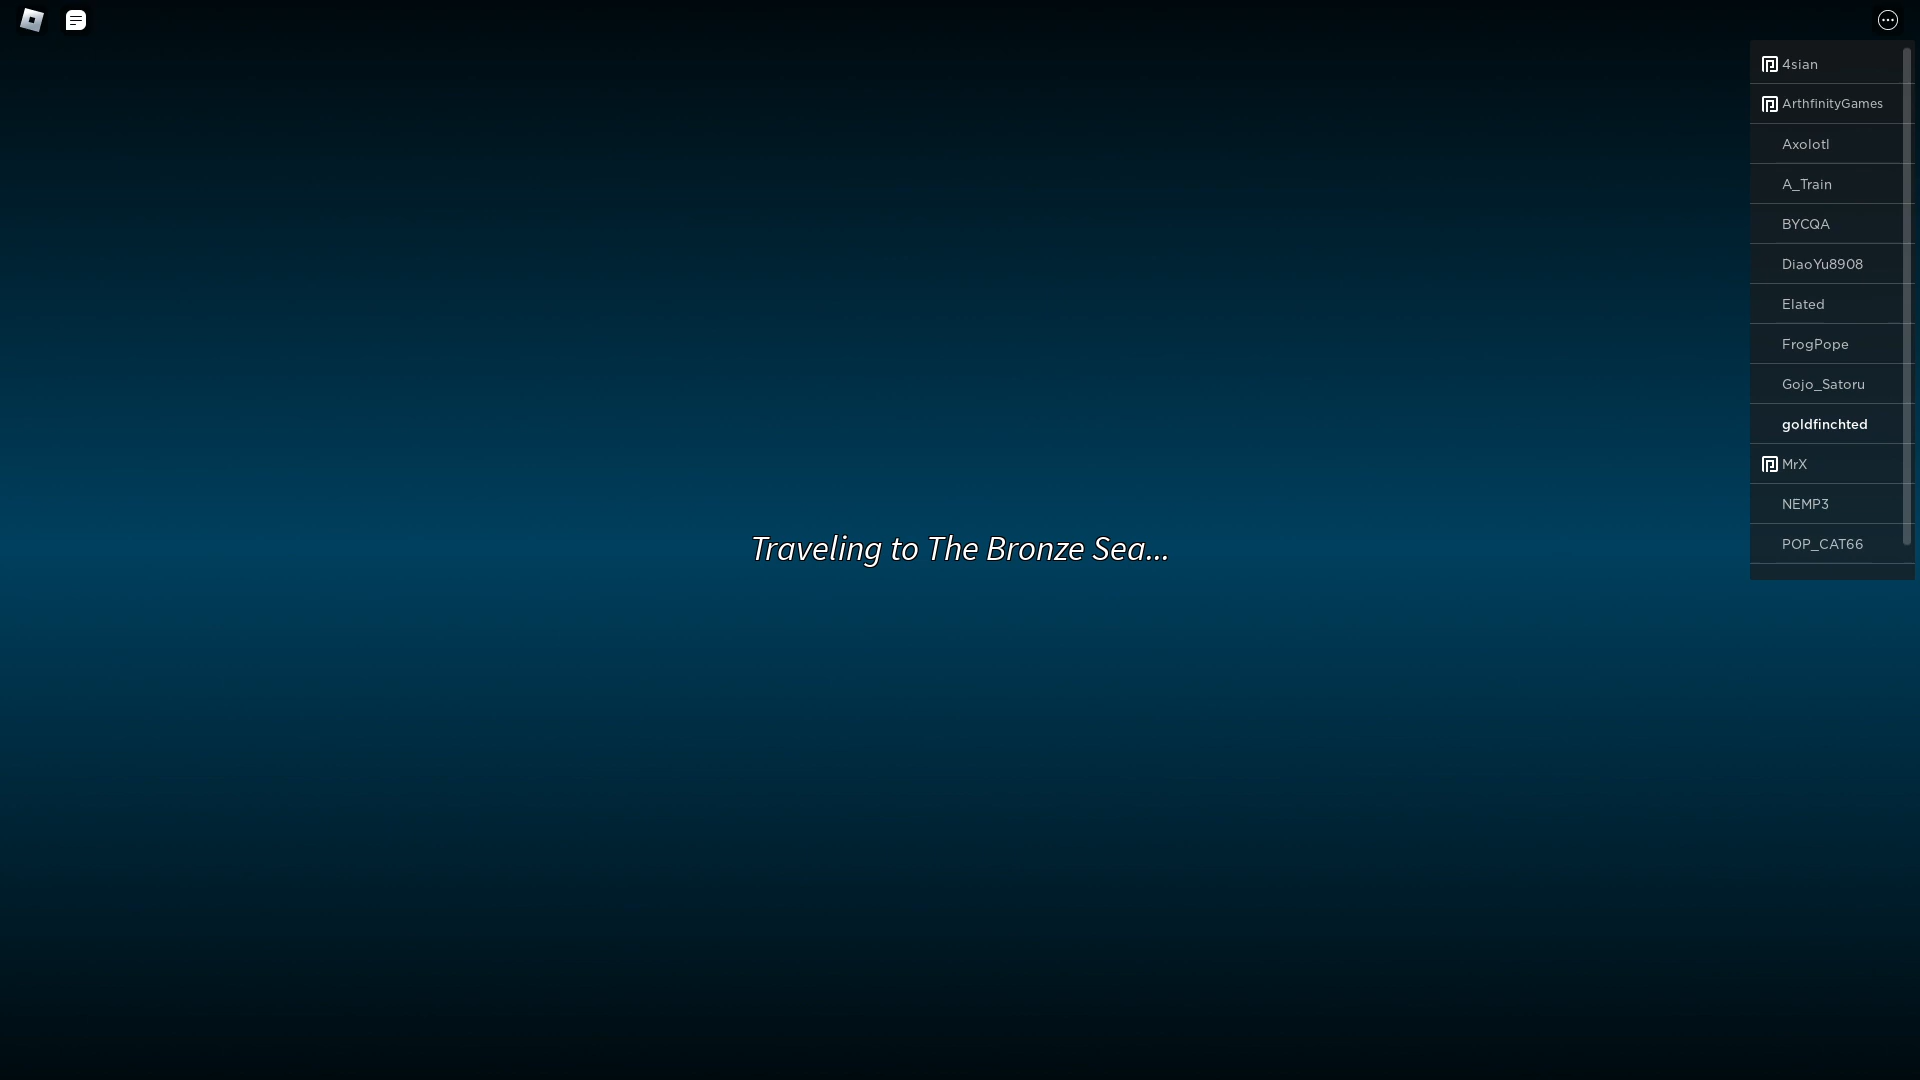 4sian
ArthfinityGames
Axolotl
A_Train
BYCQA
DiaoYu8908
Elated
FrogPope
Gojo_Satoru
goldfinchted
MrX
NEMP3
Traveling to The Bronze Sea...
POP_CAT66